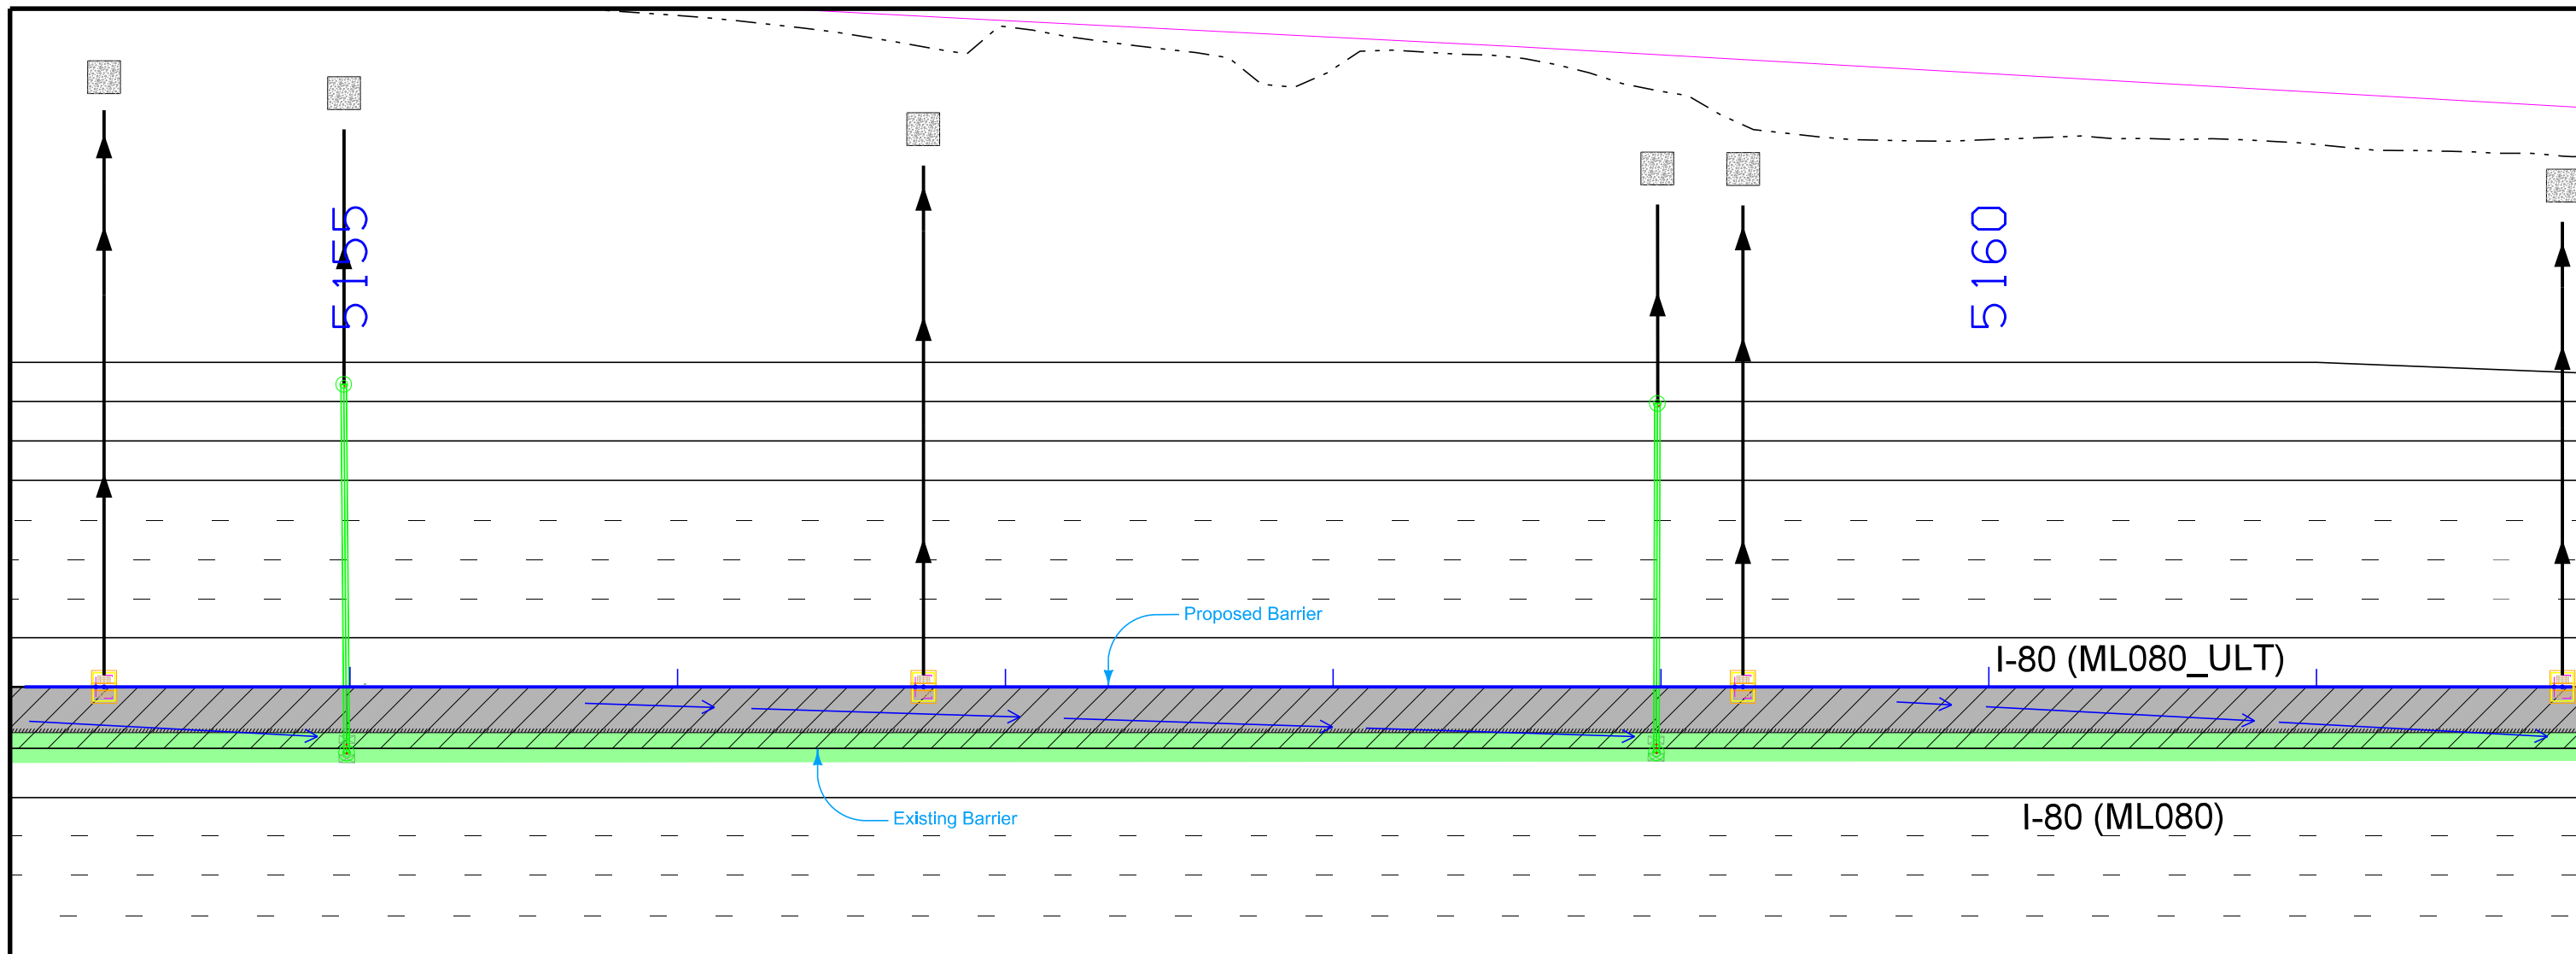 5155
5160
Proposed Barrier
I-80 (ML080_ULT)
Existing Barrier
I-80 (ML080)